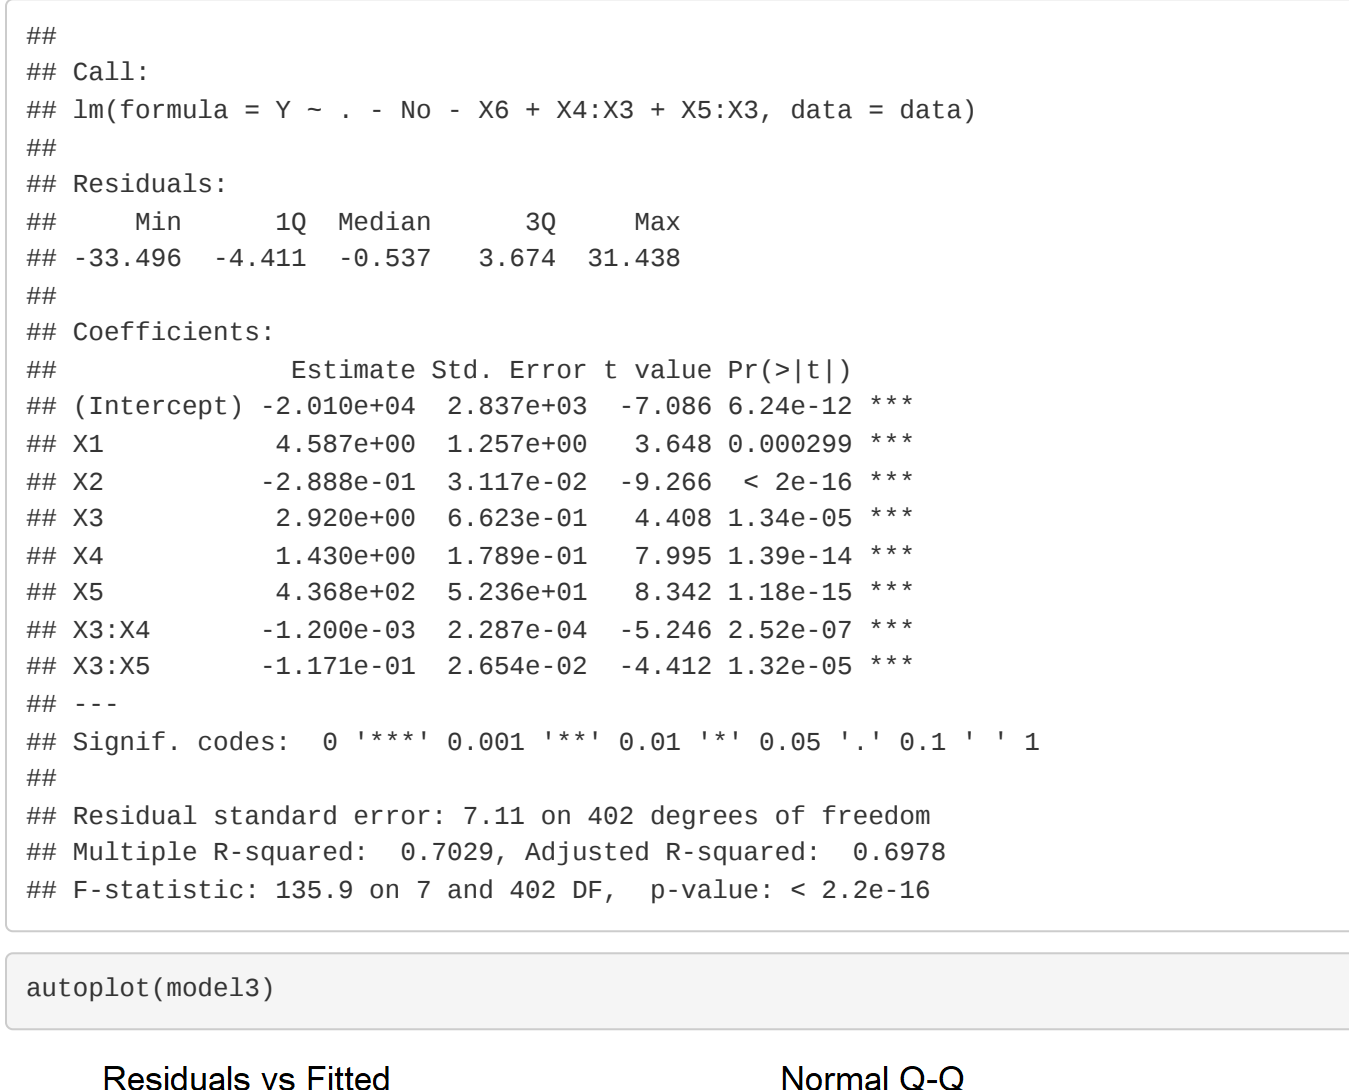 ##
## Call:
## lm(formula = Y ~ . - No - X6 + X4:X3 + X5:X3, data = data)
##
## Residuals:
##     Min      1Q  Median      3Q     Max
## -33.496  -4.411  -0.537   3.674  31.438
##
## Coefficients:
##               Estimate Std. Error t value Pr(>|t|)
## (Intercept) -2.010e+04  2.837e+03  -7.086 6.24e-12 ***
## X1           4.587e+00  1.257e+00   3.648 0.000299 ***
## X2          -2.888e-01  3.117e-02  -9.266  < 2e-16 ***
## X3           2.920e+00  6.623e-01   4.408 1.34e-05 ***
## X4           1.430e+00  1.789e-01   7.995 1.39e-14 ***
## X5           4.368e+02  5.236e+01   8.342 1.18e-15 ***
## X3:X4       -1.200e-03  2.287e-04  -5.246 2.52e-07 ***
## X3:X5       -1.171e-01  2.654e-02  -4.412 1.32e-05 ***
## ---
## Signif. codes:  0 '***' 0.001 '**' 0.01 '*' 0.05 '.' 0.1 ' ' 1
##
## Residual standard error: 7.11 on 402 degrees of freedom
## Multiple R-squared:  0.7029, Adjusted R-squared:  0.6978
## F-statistic: 135.9 on 7 and 402 DF,  p-value: < 2.2e-16
autoplot(model3)
Residuals vs Fitted
Normal Q-Q